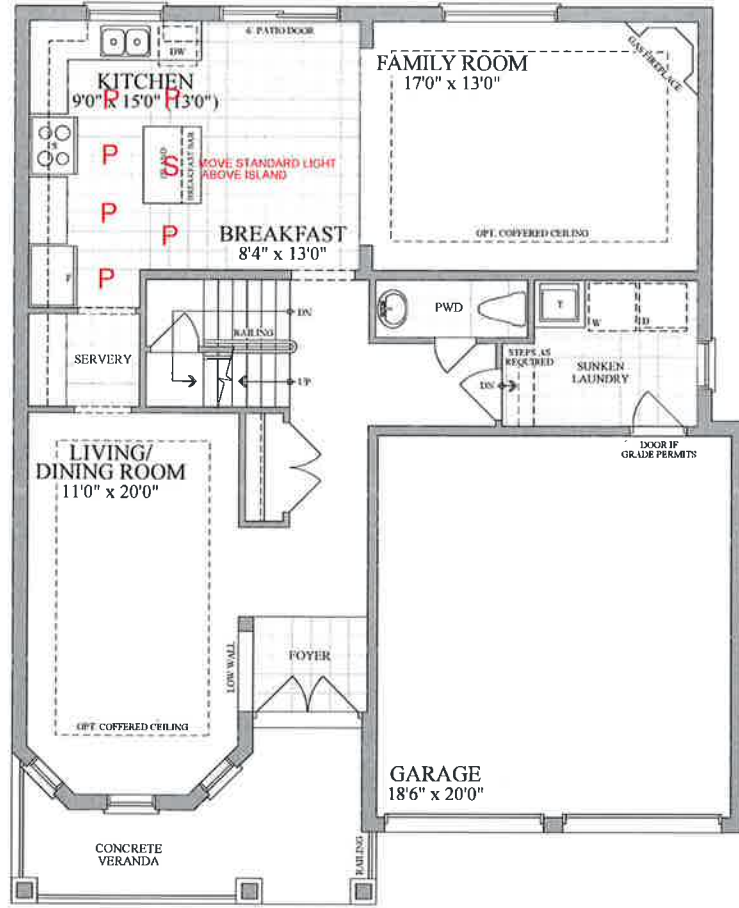 6' PATIO DOOR
DW
KITCHEN
9'0" x 15'0" (13'0")
P P
P
S
MOVE STANDARD LIGHT
ABOVE ISLAND
BREAKFAST BAR
P
P
P
S
F
BREAKFAST
8'4" x 13'0"
FAMILY ROOM
17'0" x 13'0"
GAS FIREPLACE
OPT. COFFERED CEILING
SERVERY
DN
RAILING
UP
PWD
T
W
D
STEPS AS
REQUIRED
DN
SUNKEN
LAUNDRY
DOOR IF
GRADE PERMITS
LIVING/
DINING ROOM
11'0" x 20'0"
OPT. COFFERED CEILING
LOW WALL
FOYER
GARAGE
18'6" x 20'0"
CONCRETE
VERANDA
RAILING